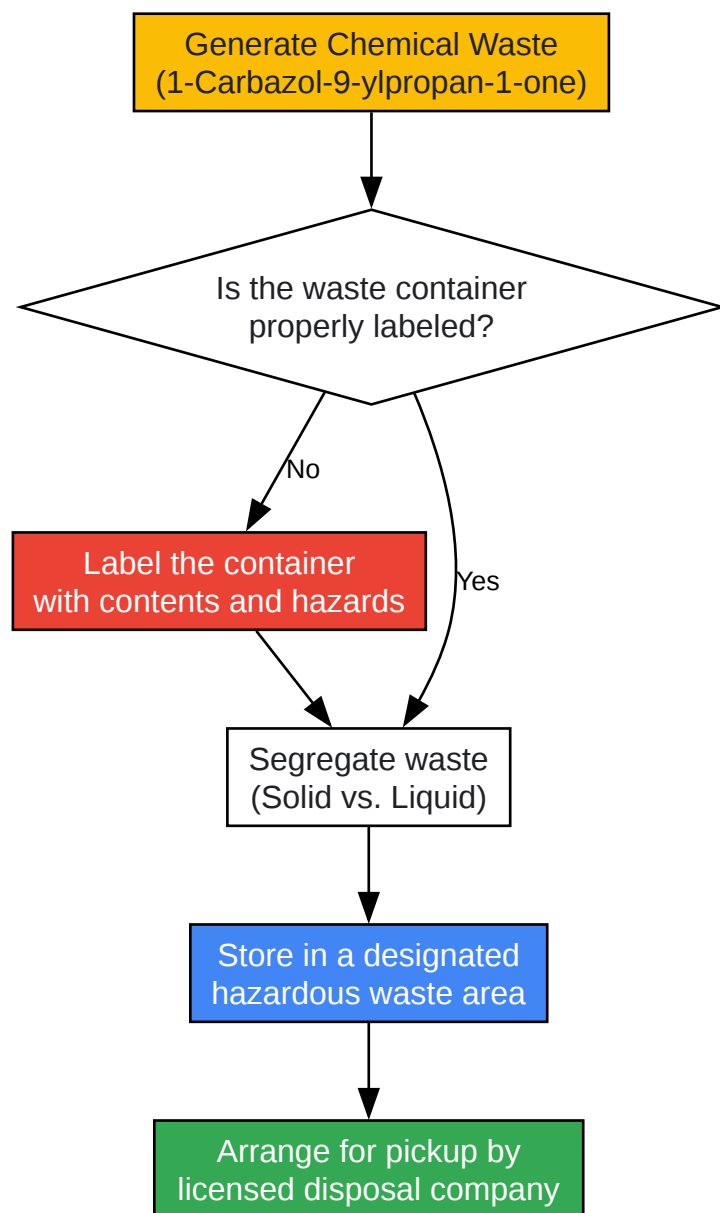 Generate Chemical Waste
(1-Carbazol-9-ylpropan-1-one)
Is the waste container
properly labeled?
No
Label the container
with contents and hazards
Yes
Segregate waste
(Solid vs. Liquid)
Store in a designated
hazardous waste area
Arrange for pickup by
licensed disposal company